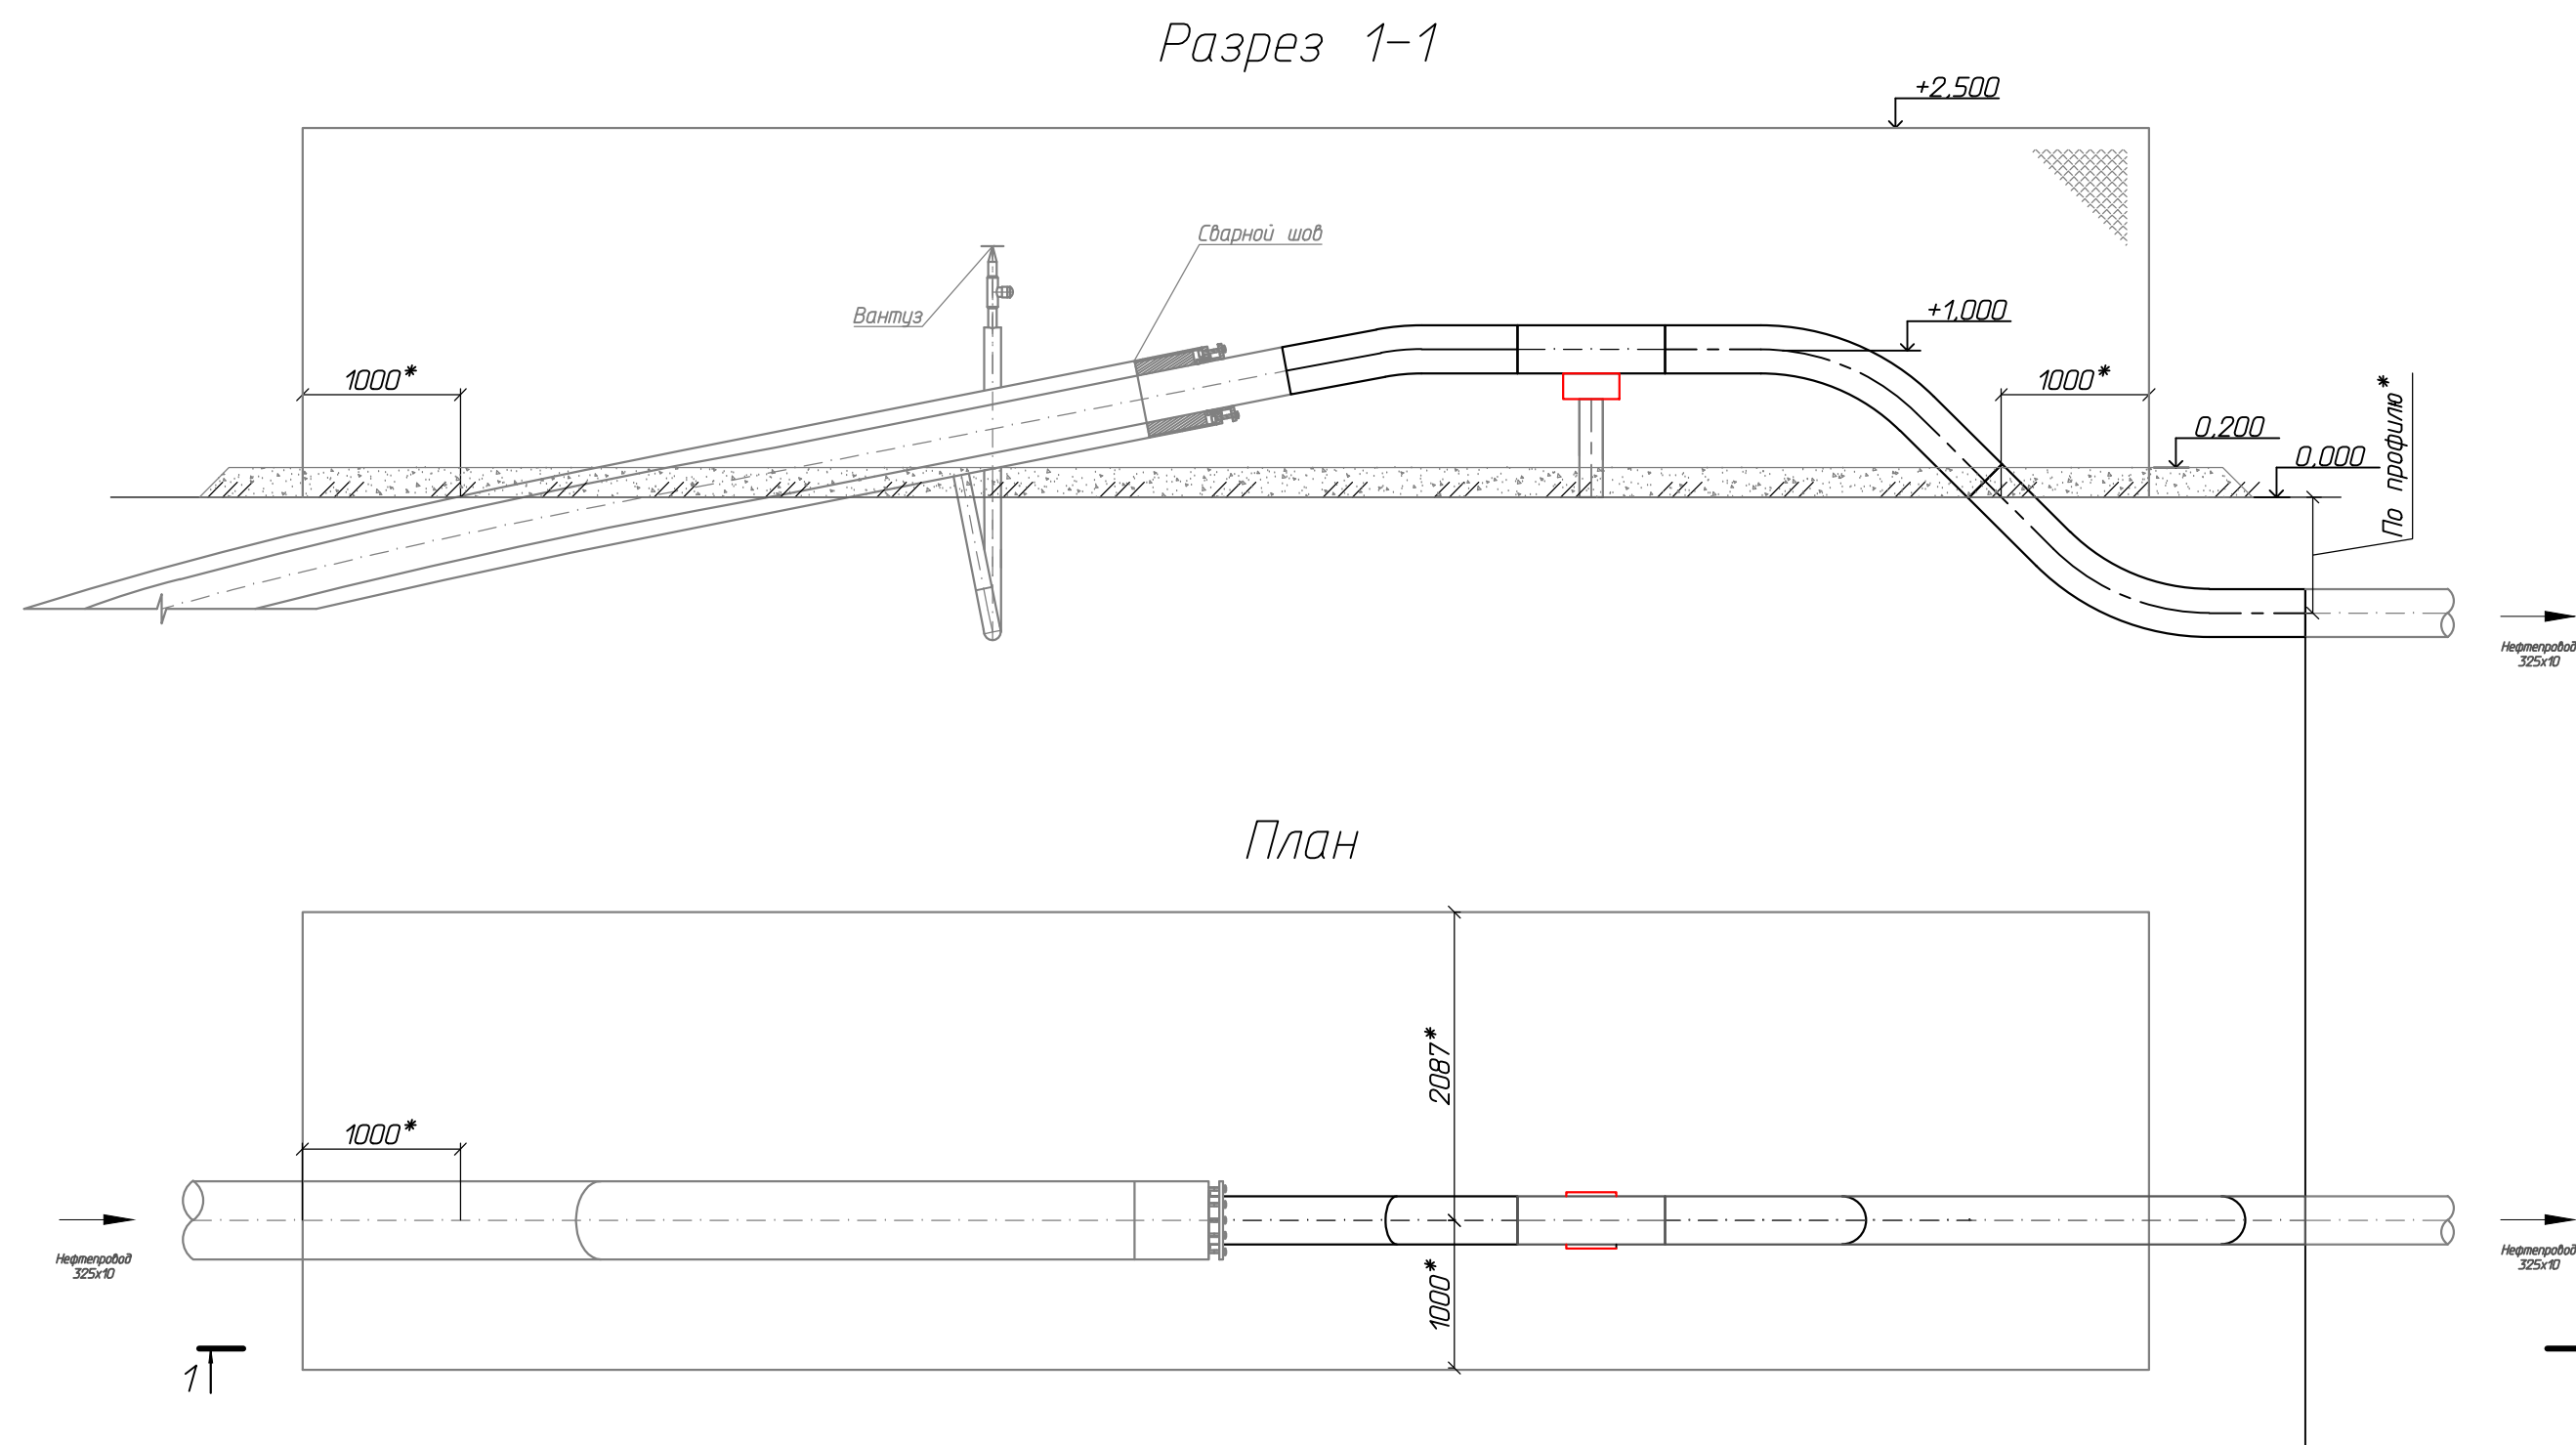 Разрез 1-1
+2,500
Сварной шов
Вантуз
+1,000
1000*
1000*
0,200
0,000
По профилю*
Нефтепровод
325х10
План
2087*
1000*
1000*
Нефтепровод
325х10
Нефтепровод
325х10
1